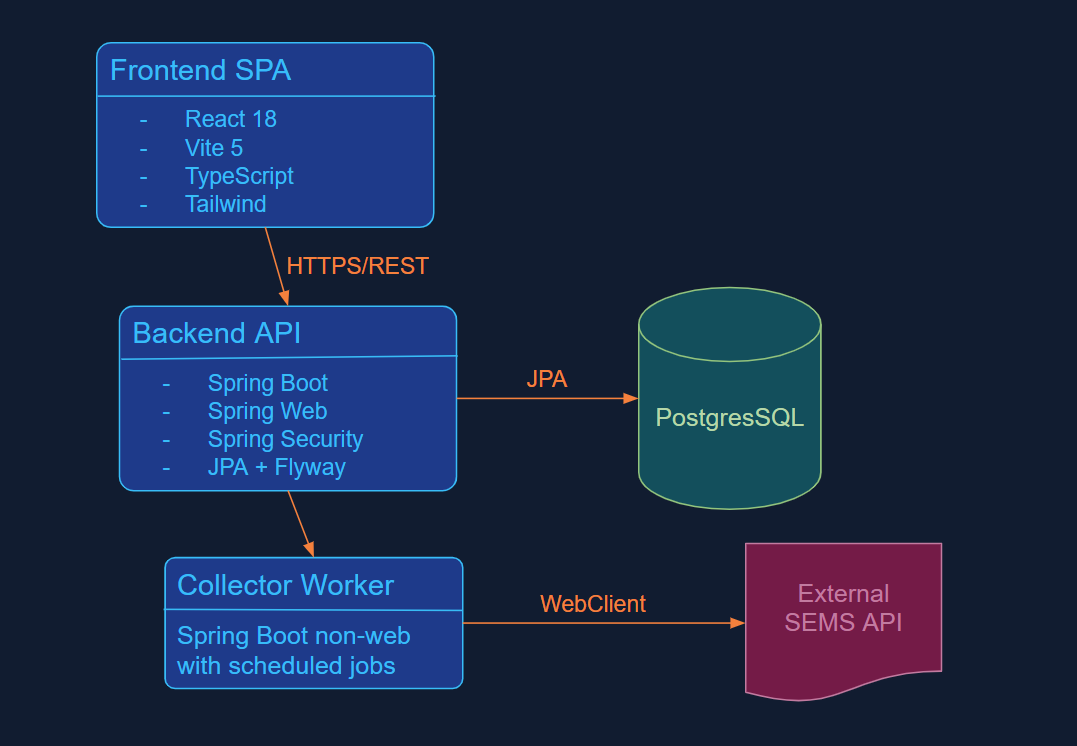 Frontend SPA
- React 18
- Vite 5
- TypeScript
- Tailwind
HTTPS/REST
Backend API
- Spring Boot
- Spring Web
- Spring Security
- JPA + Flyway
JPA
PostgresSQL
Collector Worker
Spring Boot non-web
with scheduled jobs
WebClient
External
SEMS API